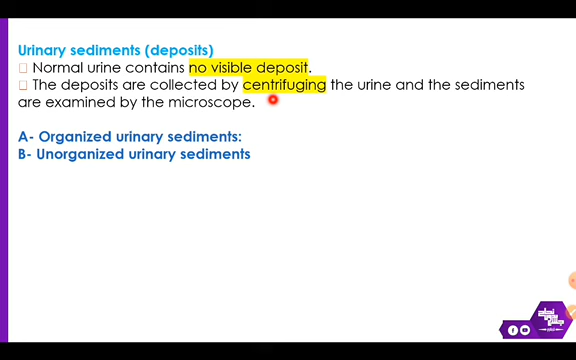 Urinary sediments (deposits)
Normal urine contains no visible deposit.
The deposits are collected by centrifuging the urine and the sediments
are examined by the microscope.
A- Organized urinary sediments:
B- Unorganized urinary sediments